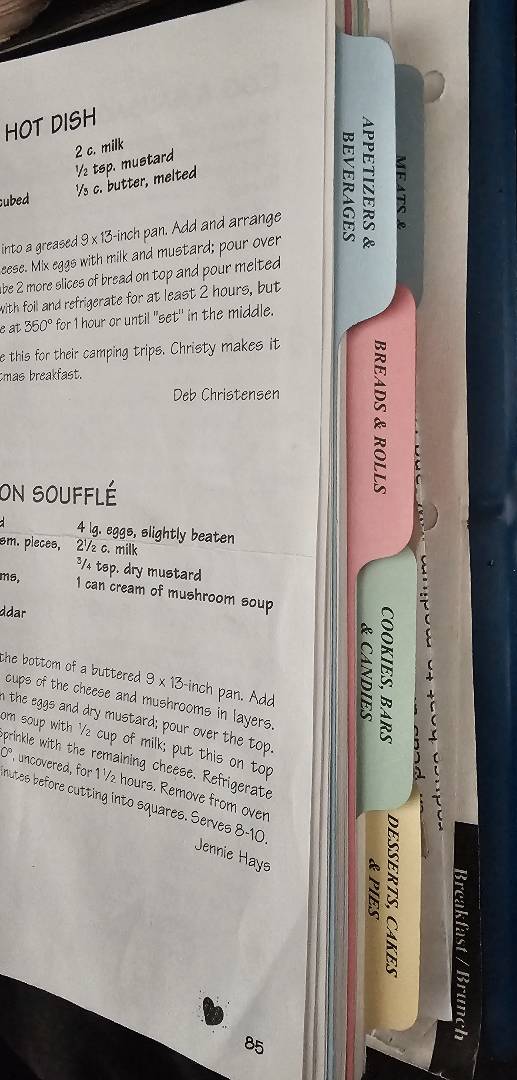 HOT DISH
2 c. milk
½ tsp. mustard
cubed ⅓ c. butter, melted
into a greased 9 x 13-inch pan. Add and arrange
eese. Mix eggs with milk and mustard; pour over
be 2 more slices of bread on top and pour melted
with foil and refrigerate for at least 2 hours, but
e at 350° for 1 hour or until "set" in the middle.
e this for their camping trips. Christy makes it
tmas breakfast.
Deb Christensen
ON SOUFFLÉ
d 4 lg. eggs, slightly beaten
sm. pieces, 2½ c. milk
¾ tsp. dry mustard
ms, 1 can cream of mushroom soup
ddar
the bottom of a buttered 9 x 13-inch pan. Add
cups of the cheese and mushrooms in layers.
h the eggs and dry mustard; pour over the top.
om soup with ½ cup of milk; put this on top
Sprinkle with the remaining cheese. Refrigerate
0°, uncovered, for 1½ hours. Remove from oven
inutes before cutting into squares. Serves 8-10.
Jennie Hays
85
APPETIZERS &
BEVERAGES
MEATS &
BREADS & ROLLS
COOKIES, BARS
& CANDIES
DESSERTS, CAKES
& PIES
Breakfast / Brunch